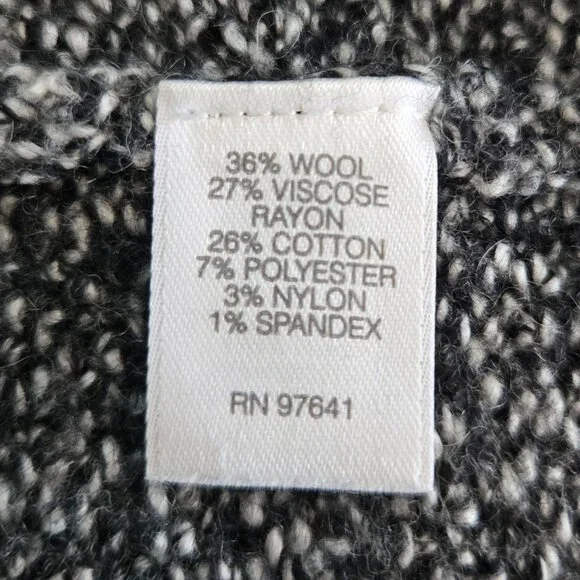 36% WOOL
27% VISCOSE
RAYON
26% COTTON
7% POLYESTER
3% NYLON
1% SPANDEX
RN 97641